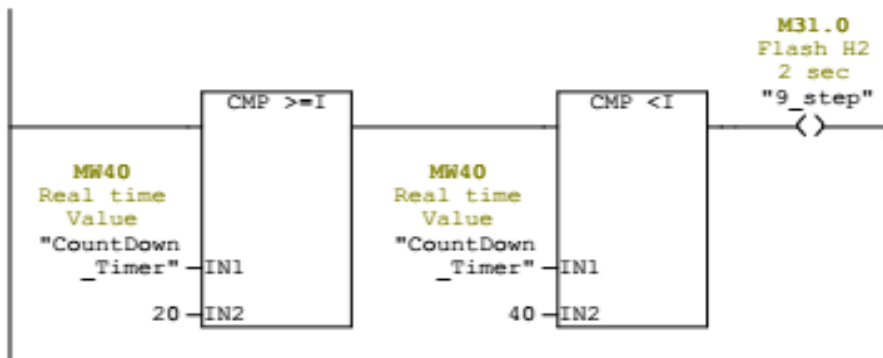 M31.0
Flash H2
2 sec
"9_step"
CMP >=I
CMP <I
( )
MW40
Real time
Value
"CountDown
_Timer"
IN1
20
IN2
MW40
Real time
Value
"CountDown
_Timer"
IN1
40
IN2